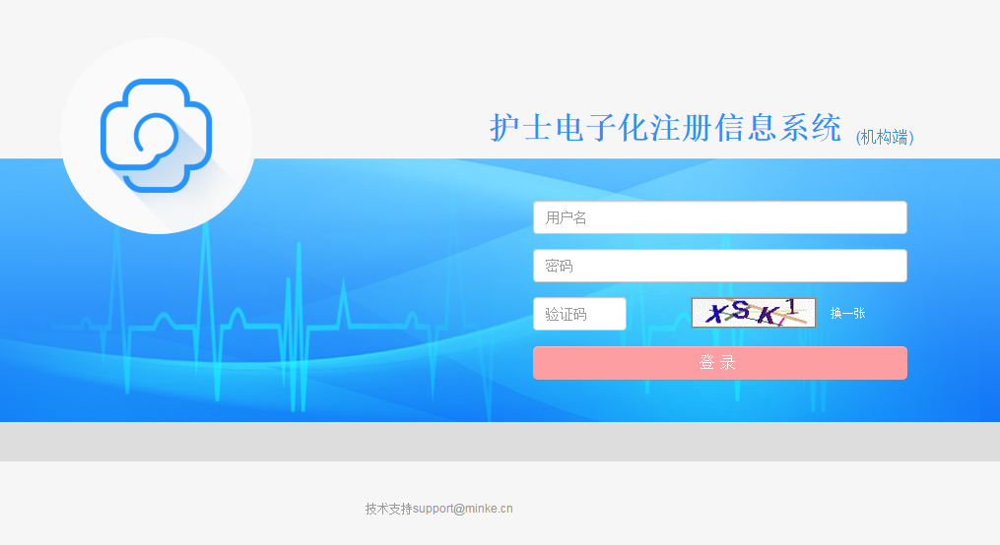 护士电子化注册信息系统 (机构端)
用户名
密码
验证码 XSK1 换一张
登 录
技术支持support@minke.cn